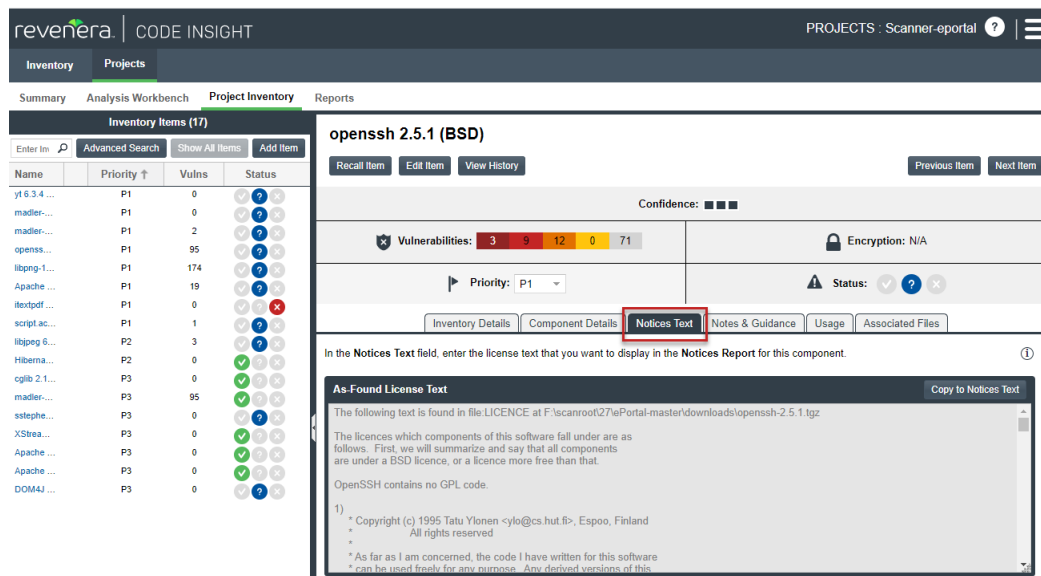 revenera. CODE INSIGHT
PROJECTS : Scanner-eportal ?
Inventory Projects
Summary Analysis Workbench Project Inventory Reports
Inventory Items (17)
Enter Im Advanced Search Show All Items Add Item
Name Priority ↑ Vulns Status
yt 6.3.4 ... P1 0
madler-... P1 0
madler-... P1 2
openss... P1 95
libpng-1... P1 174
Apache ... P1 19
itextpdf ... P1 0
script.ac... P1 1
libjpeg 6... P2 3
Hiberna... P2 0
cglib 2.1... P3 0
madler-... P3 95
sstephe... P3 0
XStrea... P3 0
Apache ... P3 0
Apache ... P3 0
DOM4J ... P3 0
openssh 2.5.1 (BSD)
Recall Item Edit Item View History Previous Item Next Item
Confidence:
Vulnerabilities: 3 9 12 0 71
Encryption: N/A
Priority: P1
Status:
Inventory Details Component Details Notices Text Notes & Guidance Usage Associated Files
In the Notices Text field, enter the license text that you want to display in the Notices Report for this component.
As-Found License Text Copy to Notices Text
The following text is found in file:LICENCE at F:\scanroot\27\ePortal-master\downloads\openssh-2.5.1.tgz
The licences which components of this software fall under are as
follows. First, we will summarize and say that all components
are under a BSD licence, or a licence more free than that.
OpenSSH contains no GPL code.
1)
* Copyright (c) 1995 Tatu Ylonen <ylo@cs.hut.fi>, Espoo, Finland
* All rights reserved
*
* As far as I am concerned, the code I have written for this software
* can be used freely for any purpose. Any derived versions of this